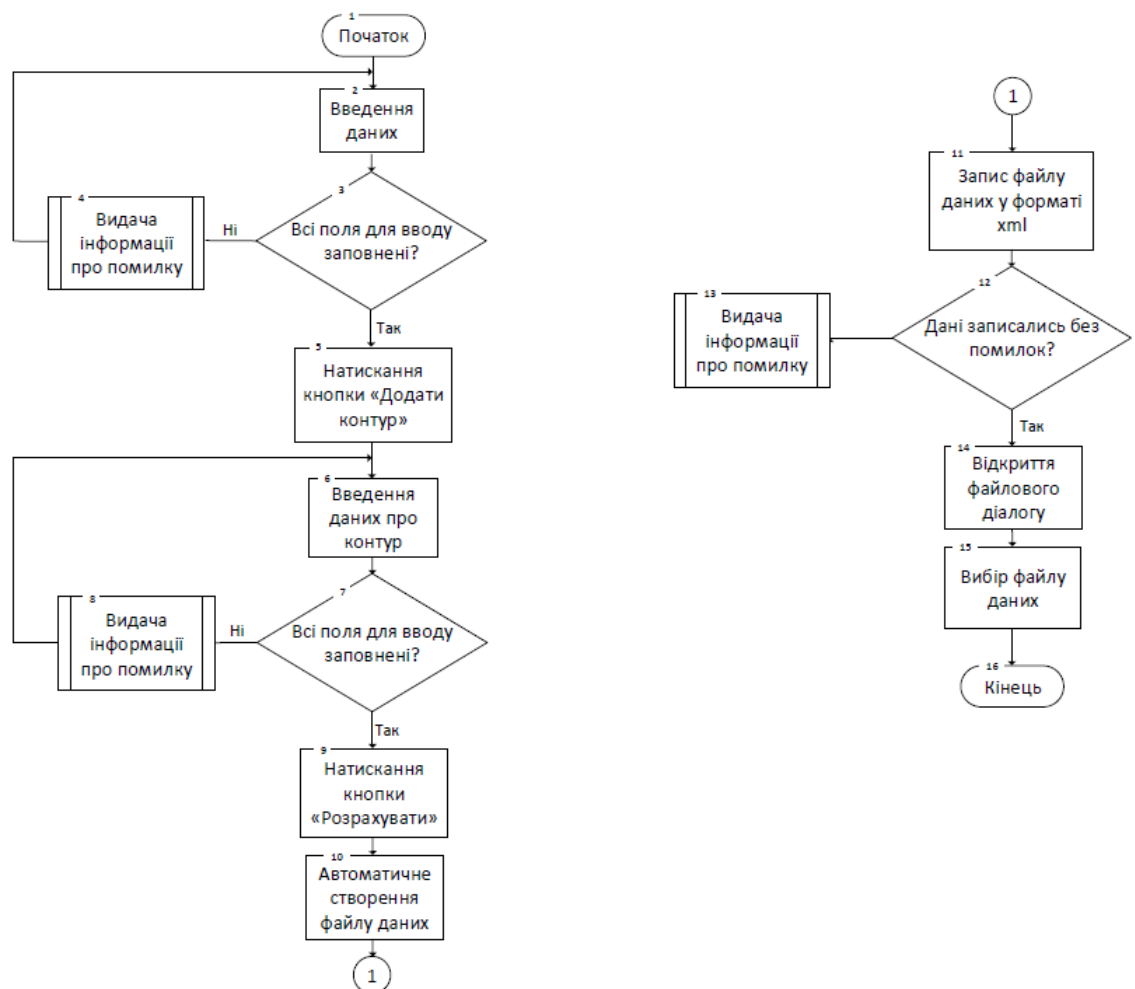 1
Початок
2
Введення
даних
3
Всі поля для вводу
заповнені?
Ні
4
Видача
інформації
про помилку
Так
5
Натискання
кнопки «Додати
контур»
6
Введення
даних про
контур
7
Всі поля для вводу
заповнені?
Ні
8
Видача
інформації
про помилку
Так
9
Натискання
кнопки
«Розрахувати»
10
Автоматичне
створення
файлу даних
1
1
11
Запис файлу
даних у форматі
xml
12
Дані записались без
помилок?
13
Видача
інформації
про помилку
Так
14
Відкриття
файлового
діалогу
15
Вибір файлу
даних
16
Кінець